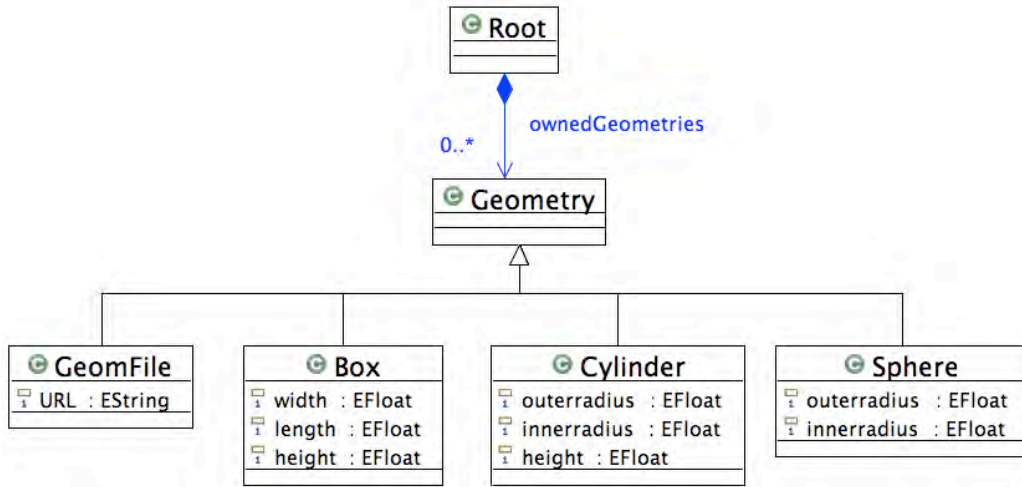 Root
ownedGeometries
0..*
Geometry
GeomFile
URL : EString
Box
width : EFloat
length : EFloat
height : EFloat
Cylinder
outerradius : EFloat
innerradius : EFloat
height : EFloat
Sphere
outerradius : EFloat
innerradius : EFloat